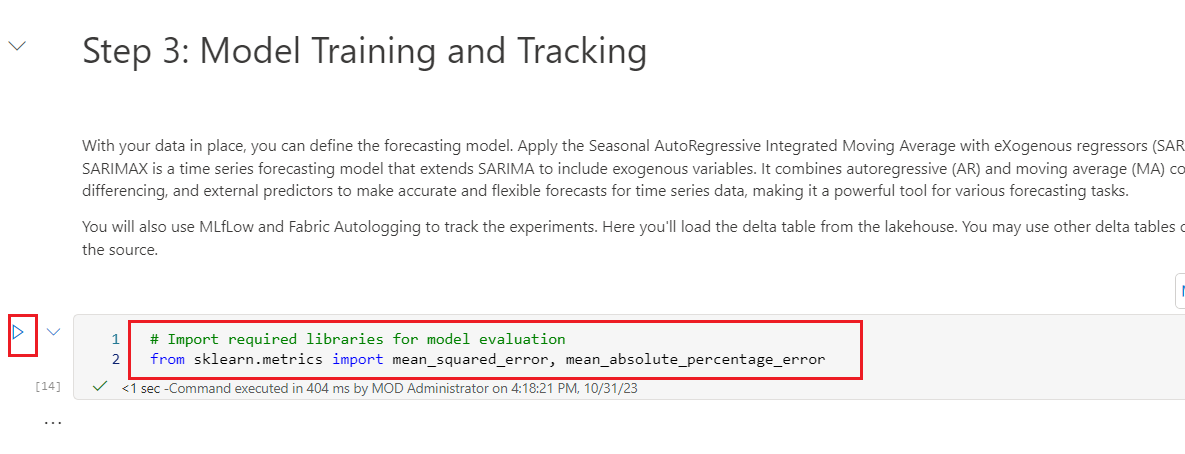 Step 3: Model Training and Tracking
With your data in place, you can define the forecasting model. Apply the Seasonal AutoRegressive Integrated Moving Average with eXogenous regressors (SAR
SARIMAX is a time series forecasting model that extends SARIMA to include exogenous variables. It combines autoregressive (AR) and moving average (MA) co
differencing, and external predictors to make accurate and flexible forecasts for time series data, making it a powerful tool for various forecasting tasks.
You will also use MLfLow and Fabric Autologging to track the experiments. Here you'll load the delta table from the lakehouse. You may use other delta tables c
the source.
1 # Import required libraries for model evaluation
2 from sklearn.metrics import mean_squared_error, mean_absolute_percentage_error
[14] <1 sec -Command executed in 404 ms by MOD Administrator on 4:18:21 PM, 10/31/23
...